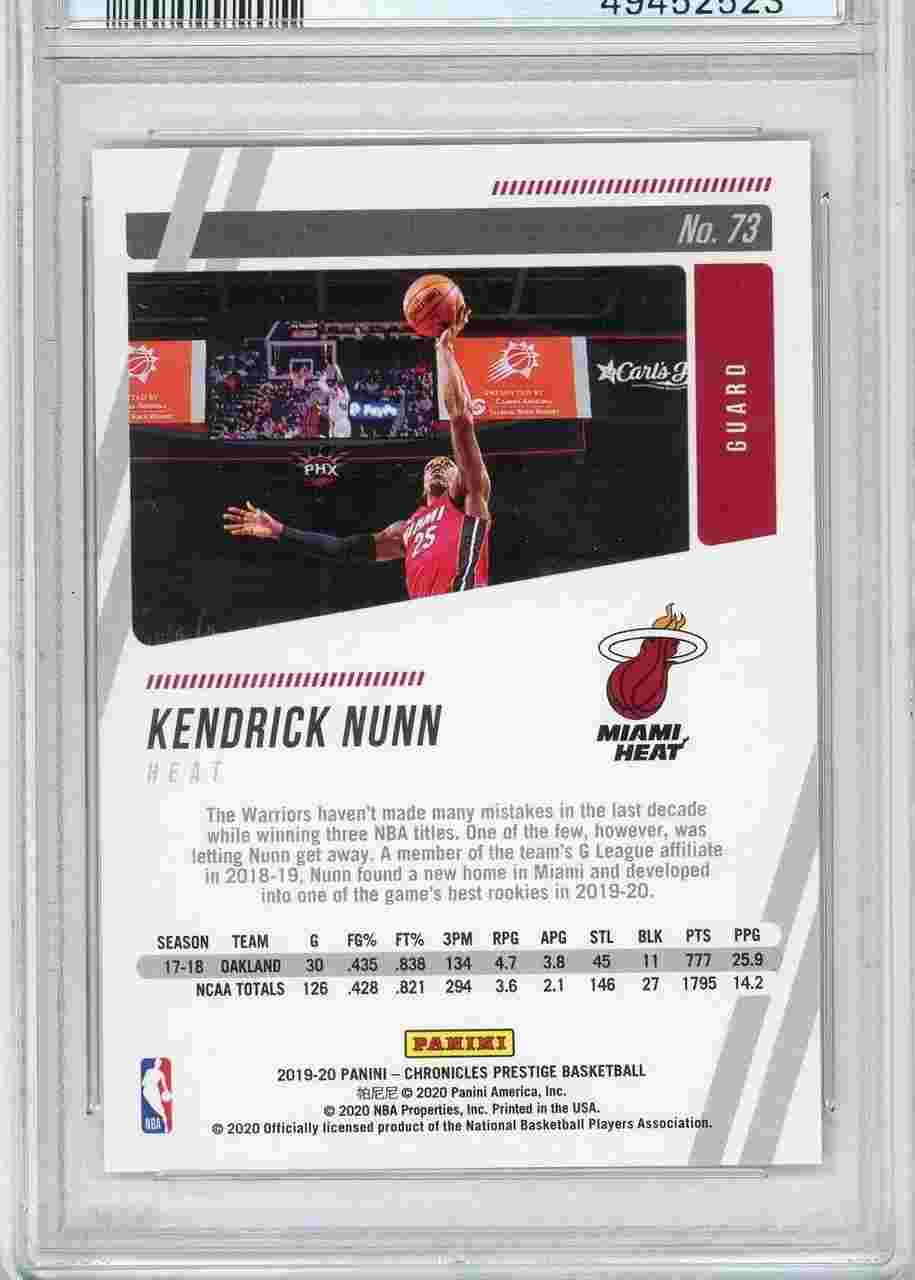 49452523
No. 73
GUARD
PayPal
PHX
MIAMI
25
KENDRICK NUNN
HEAT
MIAMI
HEAT
The Warriors haven't made many mistakes in the last decade
while winning three NBA titles. One of the few, however, was
letting Nunn get away. A member of the team's G League affiliate
in 2018-19, Nunn found a new home in Miami and developed
into one of the game's best rookies in 2019-20.
SEASON TEAM G FG% FT% 3PM RPG APG STL BLK PTS PPG
17-18 OAKLAND 30 .435 .838 134 4.7 3.8 45 11 777 25.9
NCAA TOTALS 126 .428 .821 294 3.6 2.1 146 27 1795 14.2
PANINI
2019-20 PANINI – CHRONICLES PRESTIGE BASKETBALL
帕尼尼 © 2020 Panini America, Inc.
© 2020 NBA Properties, Inc. Printed in the USA.
© 2020 Officially licensed product of the National Basketball Players Association.
NBA